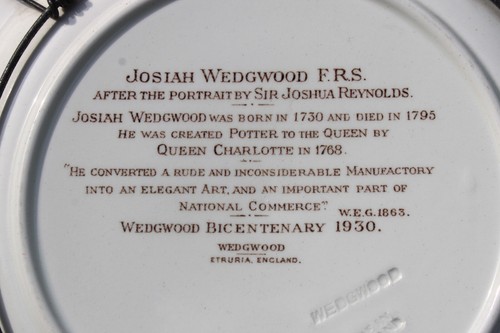 JOSIAH WEDGWOOD F.R.S.
AFTER THE PORTRAIT BY SIR JOSHUA REYNOLDS.
JOSIAH WEDGWOOD WAS BORN IN 1730 AND DIED IN 1795
HE WAS CREATED POTTER TO THE QUEEN BY
QUEEN CHARLOTTE IN 1768.
"HE CONVERTED A RUDE AND INCONSIDERABLE MANUFACTORY
INTO AN ELEGANT ART, AND AN IMPORTANT PART OF
NATIONAL COMMERCE". W.E.G. 1863.
WEDGWOOD BICENTENARY 1930.
WEDGWOOD
ETRURIA, ENGLAND.
WEDGWOOD